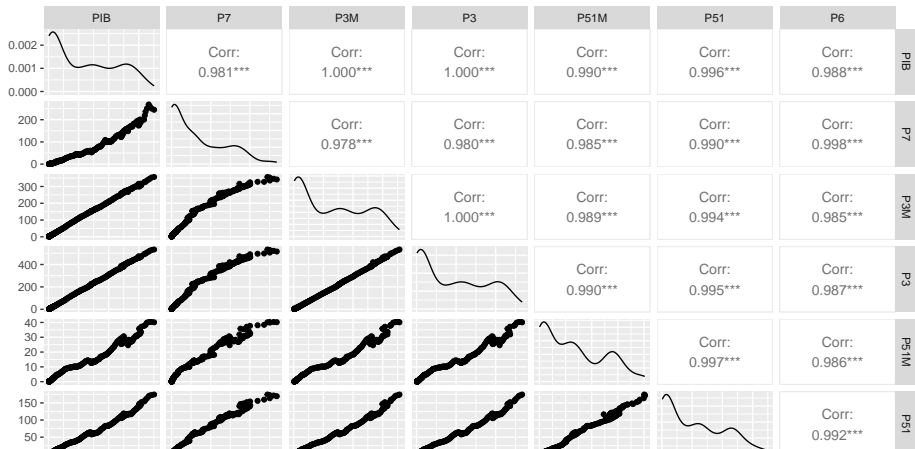 PIB P7 P3M P3 P51M P51 P6
0.002
0.001
0.000
Corr:
0.981***
Corr:
1.000***
Corr:
1.000***
Corr:
0.990***
Corr:
0.996***
Corr:
0.988***
PIB
200
100
0
Corr:
0.978***
Corr:
0.980***
Corr:
0.985***
Corr:
0.990***
Corr:
0.998***
P7
300
200
100
0
Corr:
1.000***
Corr:
0.989***
Corr:
0.994***
Corr:
0.985***
P3M
400
200
0
Corr:
0.990***
Corr:
0.995***
Corr:
0.987***
P3
40
30
20
10
0
Corr:
0.997***
Corr:
0.986***
P51M
150
100
50
Corr:
0.992***
P51